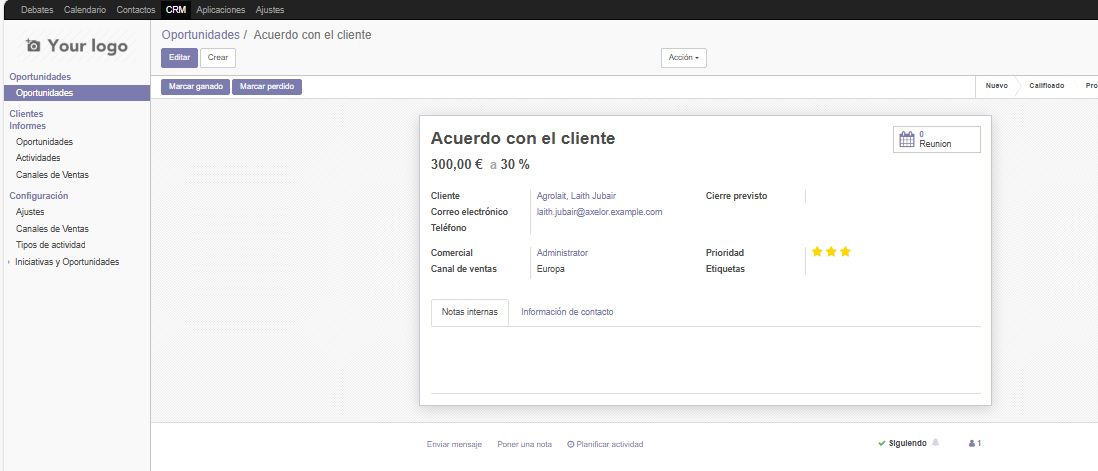 Debates Calendario Contactos CRM Aplicaciones Ajustes
Your logo
Oportunidades
Oportunidades
Clientes
Informes
Oportunidades
Actividades
Canales de Ventas
Configuración
Ajustes
Canales de Ventas
Tipos de actividad
Iniciativas y Oportunidades
Oportunidades / Acuerdo con el cliente
Editar Crear Acción
Marcar ganado Marcar perdido Nuevo Calificado Pro
Acuerdo con el cliente
0
Reunion
300,00 € a 30 %
Cliente Agrolait, Laith Jubair Cierre previsto
Correo electrónico laith.jubair@axelor.example.com
Teléfono
Comercial Administrator Prioridad
Canal de ventas Europa Etiquetas
Notas internas Información de contacto
Enviar mensaje Poner una nota Planificar actividad Siguiendo 1